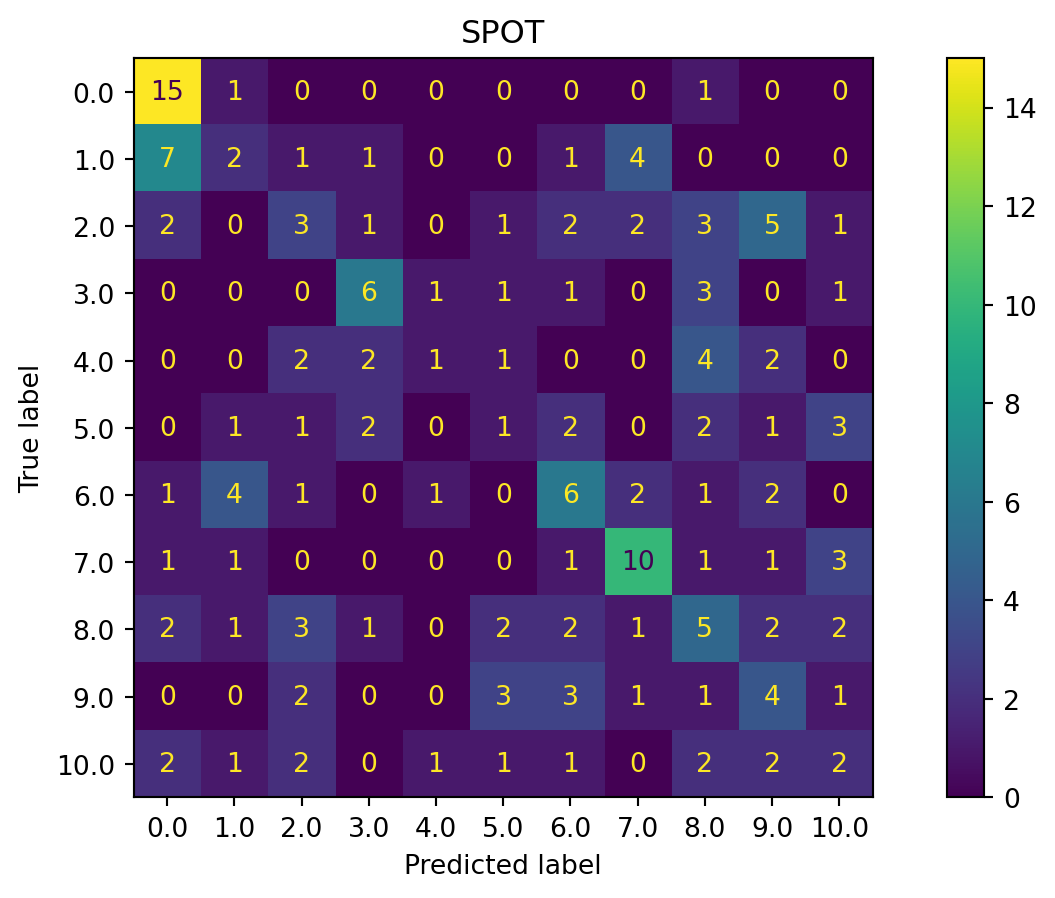 SPOT
0.0 15 1 0 0 0 0 0 0 1 0 0
1.0 7 2 1 1 0 0 1 4 0 0 0
2.0 2 0 3 1 0 1 2 2 3 5 1
3.0 0 0 0 6 1 1 1 0 3 0 1
4.0 0 0 2 2 1 1 0 0 4 2 0
5.0 0 1 1 2 0 1 2 0 2 1 3
6.0 1 4 1 0 1 0 6 2 1 2 0
7.0 1 1 0 0 0 0 1 10 1 1 3
8.0 2 1 3 1 0 2 2 1 5 2 2
9.0 0 0 2 0 0 3 3 1 1 4 1
10.0 2 1 2 0 1 1 1 0 2 2 2
0.0 1.0 2.0 3.0 4.0 5.0 6.0 7.0 8.0 9.0 10.0
Predicted label
True label
14
12
10
8
6
4
2
0